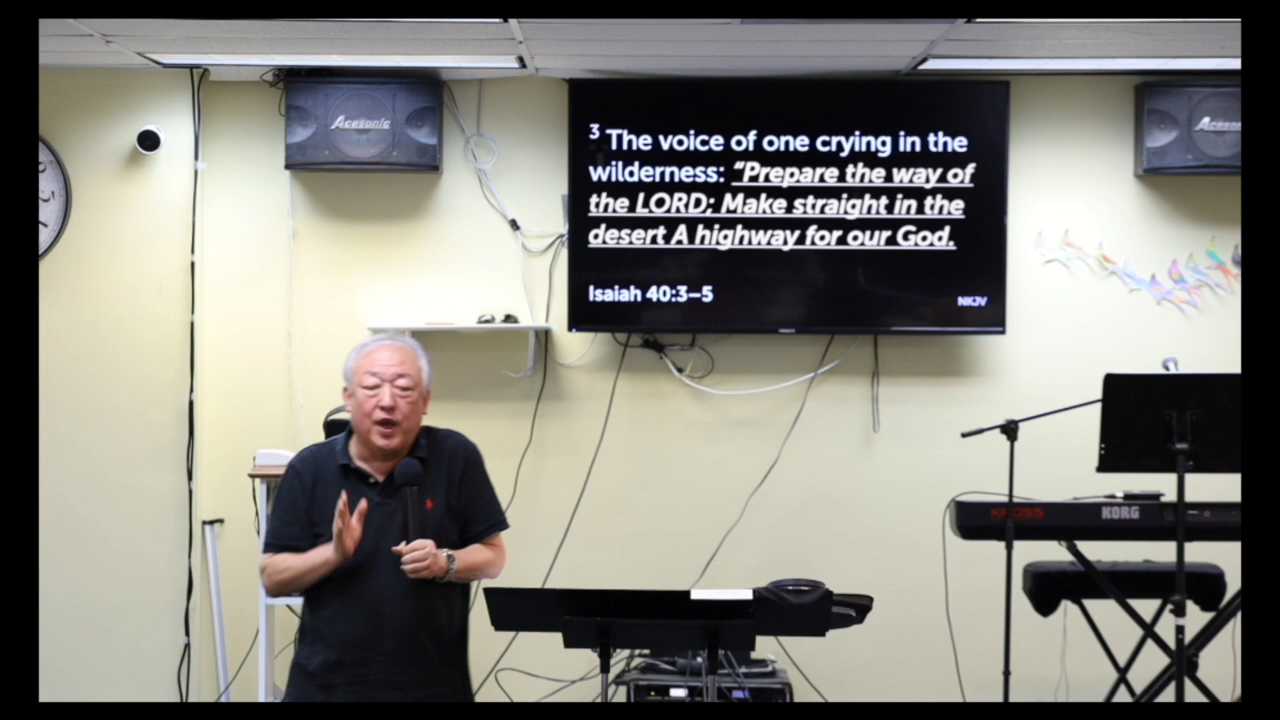 Acesonic
3 The voice of one crying in the
wilderness: “Prepare the way of
the LORD; Make straight in the
desert A highway for our God.
Isaiah 40:3–5
NKJV
KROSS
KORG